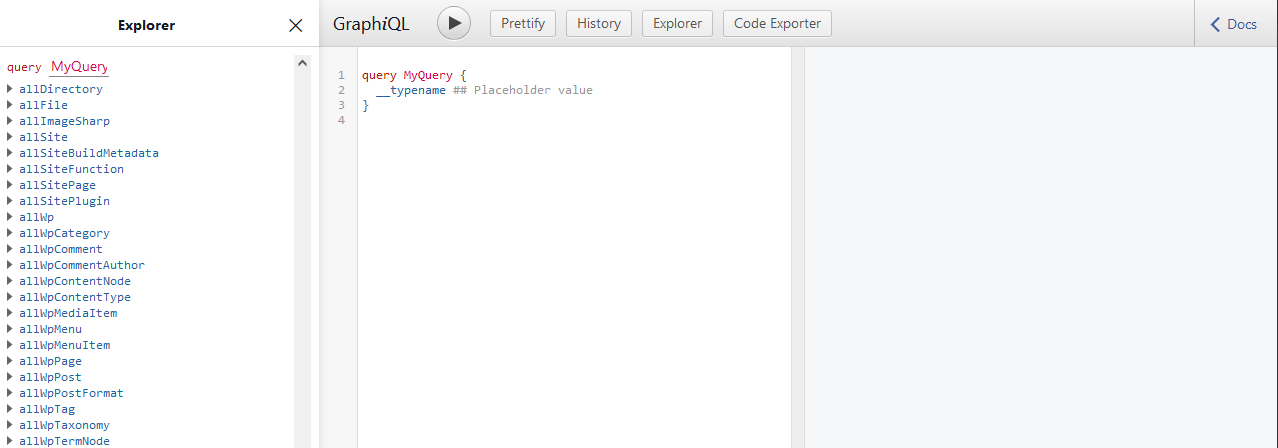 Explorer
GraphiQL
Prettify
History
Explorer
Code Exporter
Docs
query MyQuery
allDirectory
allFile
allImageSharp
allSite
allSiteBuildMetadata
allSiteFunction
allSitePage
allSitePlugin
allWp
allWpCategory
allWpComment
allWpCommentAuthor
allWpContentNode
allWpContentType
allWpMediaItem
allWpMenu
allWpMenuItem
allWpPage
allWpPost
allWpPostFormat
allWpTag
allWpTaxonomy
allWpTermNode
1 query MyQuery {
2 __typename ## Placeholder value
3 }
4